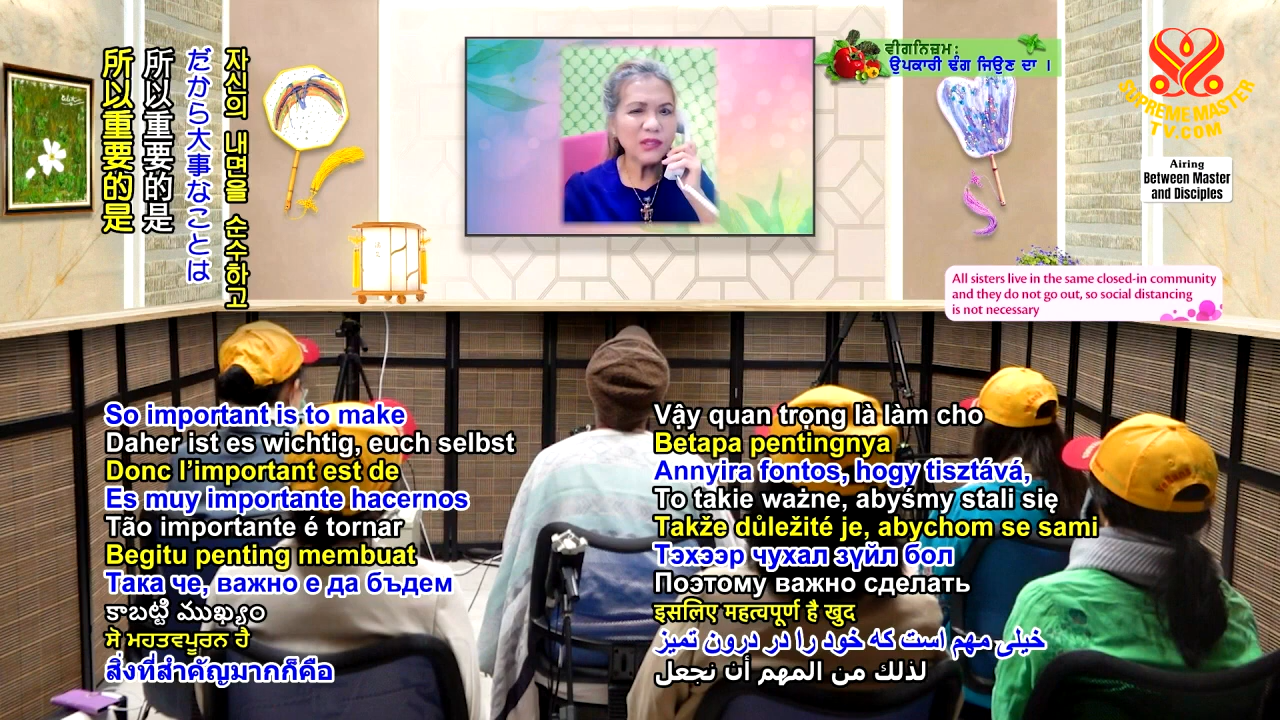 所以重要的是
所以重要的是
だから大事なことは
자신의 내면을 순수하고
ਵੀਗਨਿਜ਼ਮ:
ਉਪਕਾਰੀ ਢੰਗ ਜਿਉਣ ਦਾ ।
SUPREME MASTER
TV.COM
Airing
Between Master
and Disciples
All sisters live in the same closed-in community
and they do not go out, so social distancing
is not necessary
So important is to make
Daher ist es wichtig, euch selbst
Donc l’important est de
Es muy importante hacernos
Tão importante é tornar
Begitu penting membuat
Така че, важно е да бъдем
కాబట్టి ముఖ్యం
ਸੋ ਮਹਤਵਪੂਰਨ ਹੈ
สิ่งที่สำคัญมากก็คือ
Vậy quan trọng là làm cho
Betapa pentingnya
Annyira fontos, hogy tisztává,
To takie ważne, abyśmy stali się
Takže důležité je, abychom se sami
Тэхээр чухал зүйл бол
Поэтому важно сделать
इसलिए महत्वपूर्ण है खुद
خیلی مهم است که خود را در درون تمیز
لذلك من المهم أن نجعل